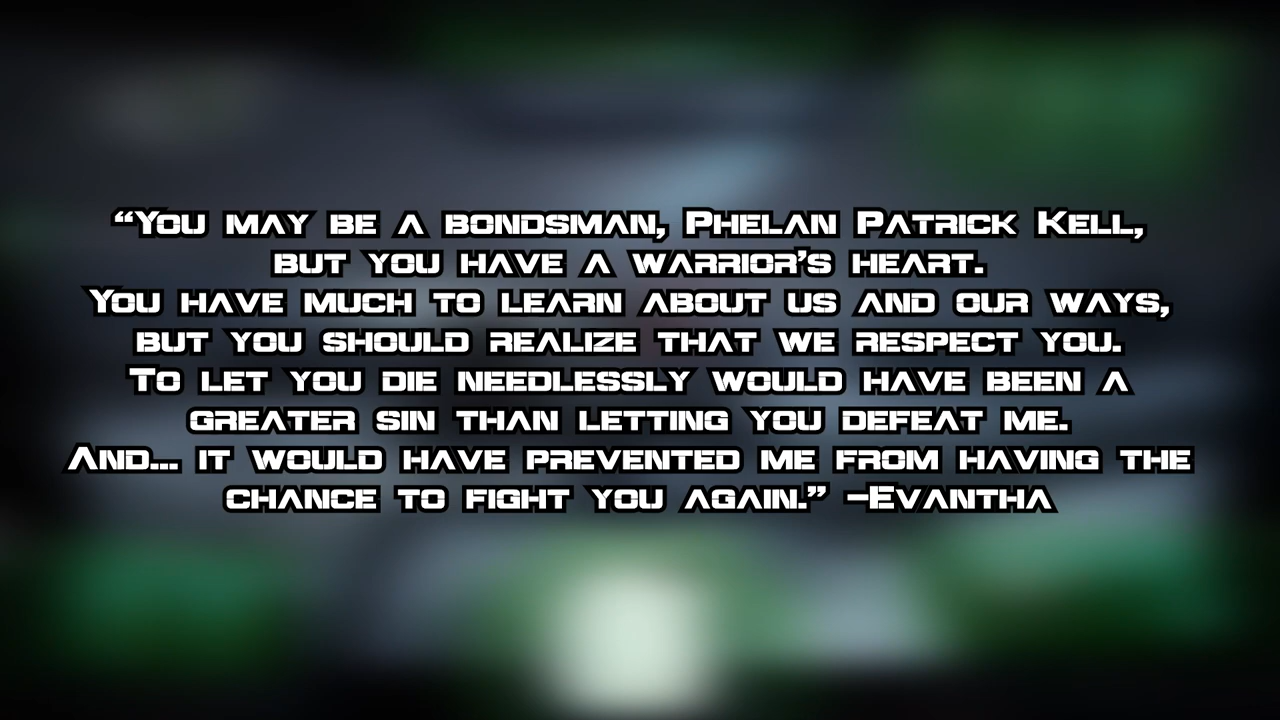 “You may be a bondsman, Phelan Patrick Kell,
but you have a warrior’s heart.
You have much to learn about us and our ways,
but you should realize that we respect you.
To let you die needlessly would have been a
greater sin than letting you defeat me.
And... it would have prevented me from having the
chance to fight you again.” -Evantha